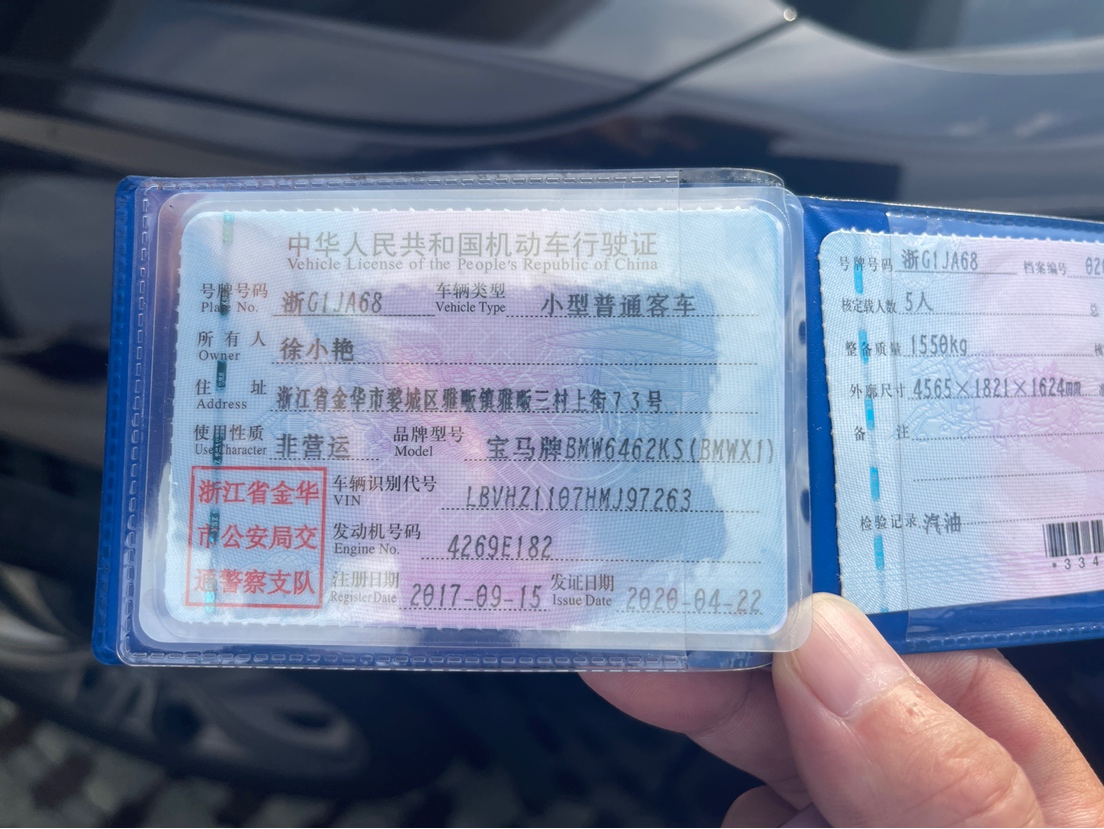 中华人民共和国机动车行驶证
Vehicle License of the People's Republic of China
号牌号码 浙G1JA68 车辆类型 小型普通客车
Plate No. Vehicle Type
所有人 徐小艳
Owner
住址 浙江省金华市婺城区雅畈镇雅畈三村上街73号
Address
使用性质 非营运 品牌型号 宝马牌BMW6462KS(BMWX1)
Use Character Model
浙江省金华
市公安局交
通警察支队
车辆识别代号 LBVHZ1107HMJ97263
VIN
发动机号码 4269E182
Engine No.
注册日期 2017-09-15 发证日期 2020-04-22
Register Date Issue Date
号牌号码 浙G1JA68 档案编号
核定载人数 5人 总
整备质量 1550kg
外廓尺寸 4565×1821×1624mm
备注
检验记录 汽油
*334